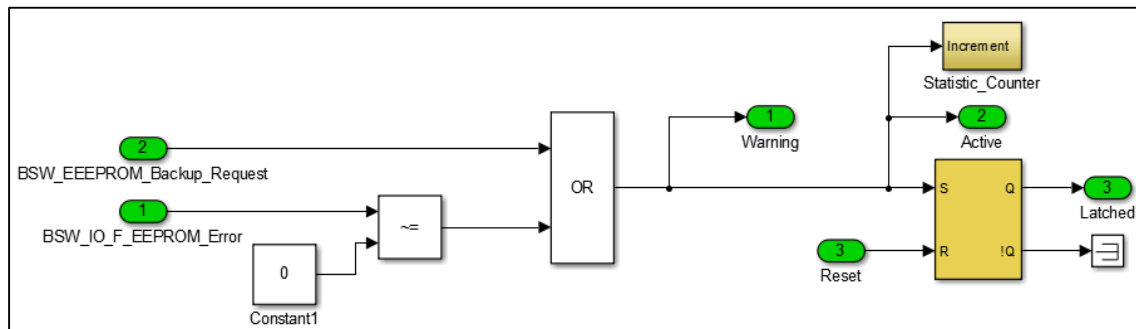 Increment
Statistic_Counter
1
Warning
2
Active
2
BSW_EEEPROM_Backup_Request
OR
1
BSW_IO_F_EEPROM_Error
~=
0
Constant1
S
Q
3
Latched
3
Reset
R
!Q